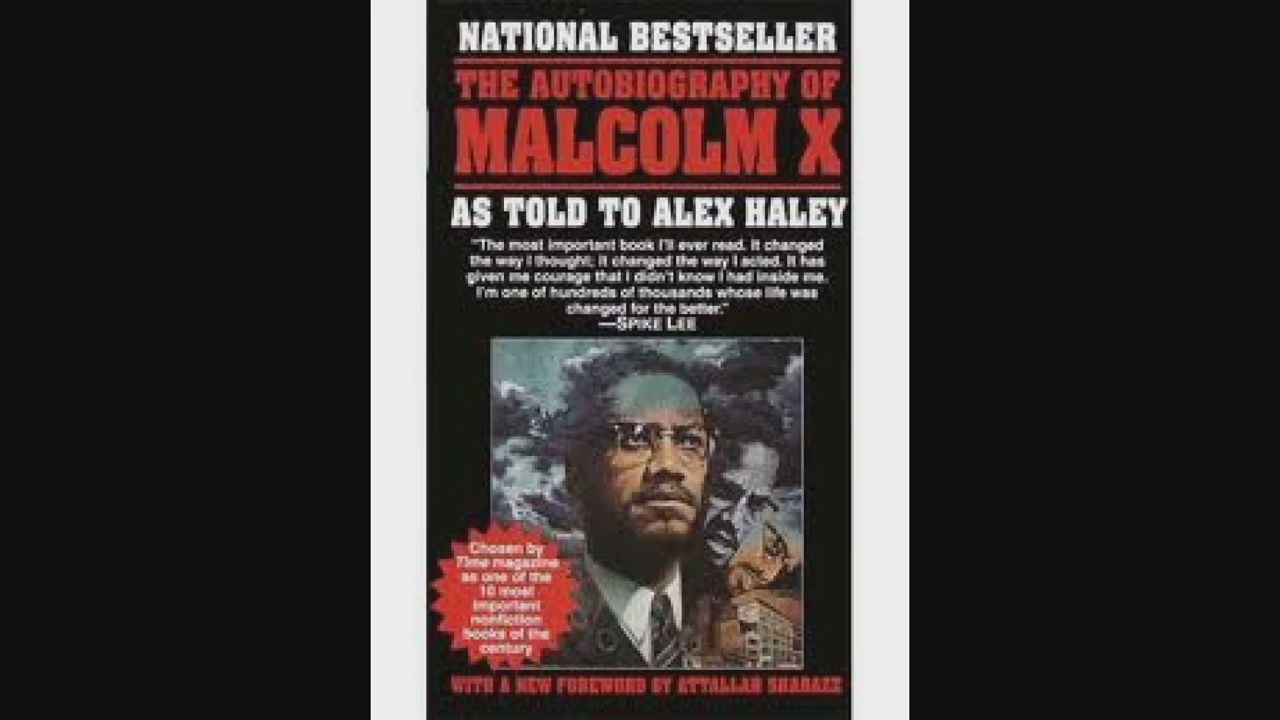 NATIONAL BESTSELLER
THE AUTOBIOGRAPHY OF
MALCOLM X
AS TOLD TO ALEX HALEY
"The most important book I'll ever read. It changed
the way I thought; it changed the way I acted. It has
given me courage that I didn't know I had inside me.
I'm one of hundreds of thousands whose life was
changed for the better."
—SPIKE LEE
Chosen by
Time magazine
as one of the
10 most
important
nonfiction
books of the
century
WITH A NEW FOREWORD BY ATTALLAH SHABAZZ